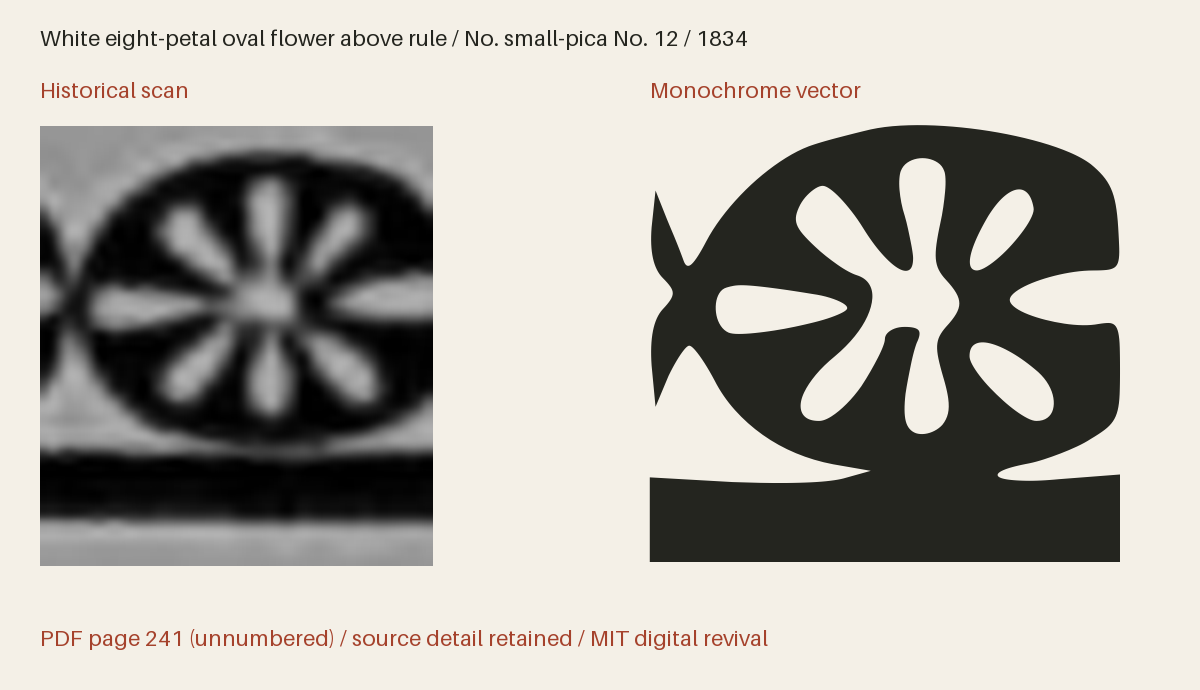 White eight-petal oval flower above rule / No. small-pica No. 12 / 1834
Historical scan
Monochrome vector
PDF page 241 (unnumbered) / source detail retained / MIT digital revival